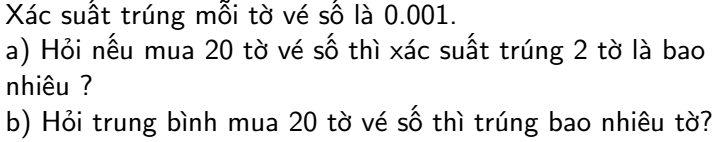 Xác suất trúng mỗi tờ vé số là 0.001.
a) Hỏi nếu mua 20 tờ vé số thì xác suất trúng 2 tờ là bao
nhiêu ?
b) Hỏi trung bình mua 20 tờ vé số thì trúng bao nhiêu tờ?